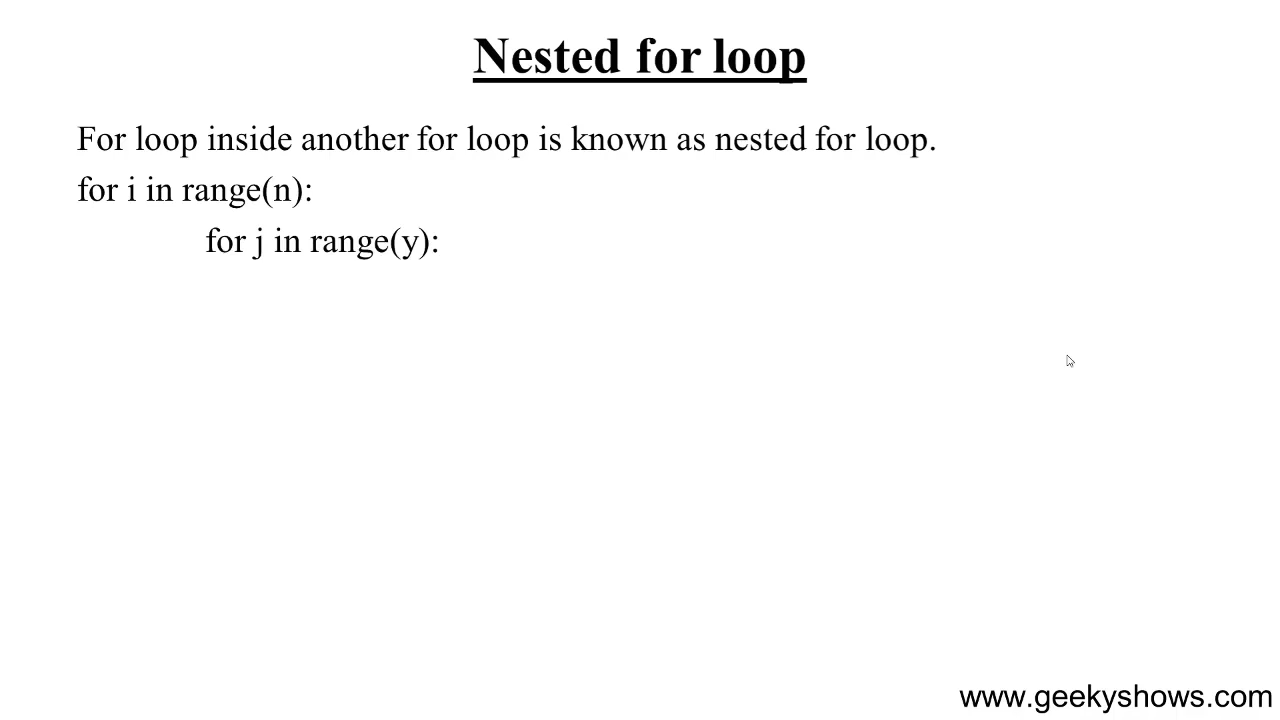 Nested for loop
For loop inside another for loop is known as nested for loop.
for i in range(n):
for j in range(y):
www.geekyshows.com